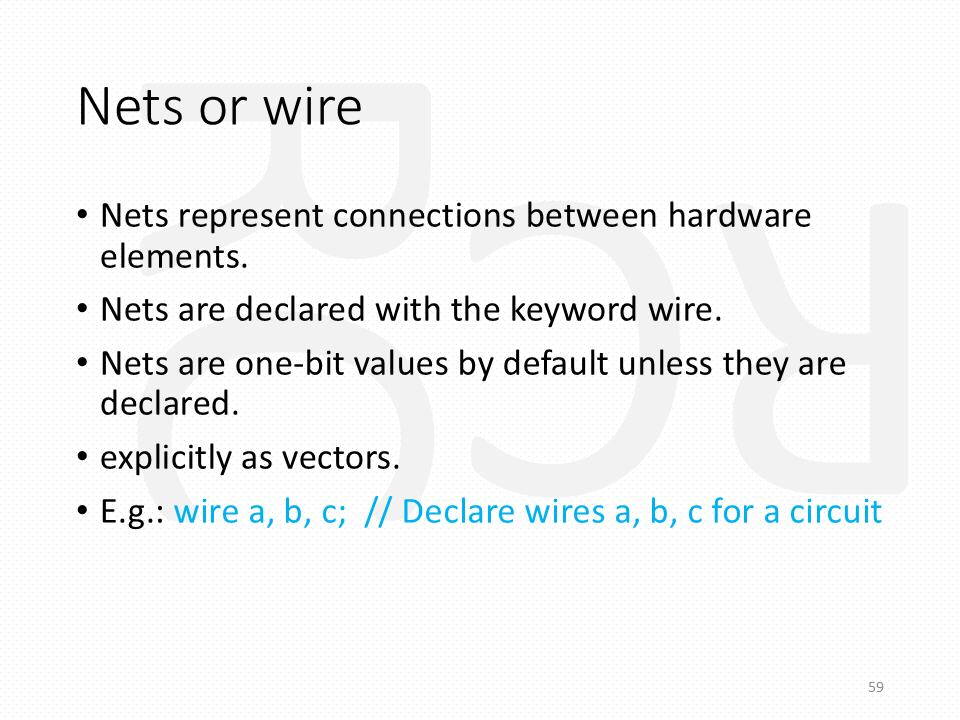 Nets or wire
• Nets represent connections between hardware
elements.
• Nets are declared with the keyword wire.
• Nets are one-bit values by default unless they are
declared.
• explicitly as vectors.
• E.g.: wire a, b, c;  // Declare wires a, b, c for a circuit
59